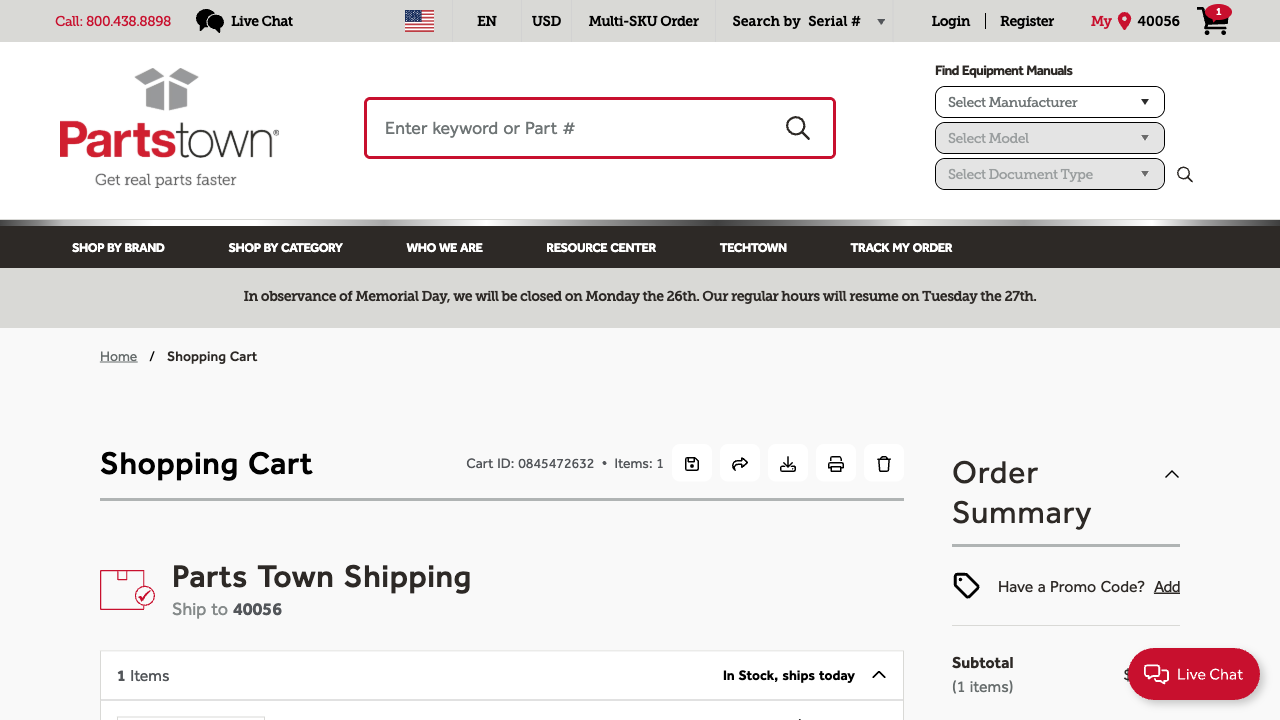 Call: 800.438.8898
Live Chat
EN
USD
Multi-SKU Order
Search by Serial #
Login
Register
My 40056
1
Partstown®
Get real parts faster
Enter keyword or Part #
Find Equipment Manuals
Select Manufacturer
Select Model
Select Document Type
SHOP BY BRAND
SHOP BY CATEGORY
WHO WE ARE
RESOURCE CENTER
TECHTOWN
TRACK MY ORDER
In observance of Memorial Day, we will be closed on Monday the 26th. Our regular hours will resume on Tuesday the 27th.
Home / Shopping Cart
Shopping Cart
Cart ID: 0845472632 • Items: 1
Order
Summary
Parts Town Shipping
Ship to 40056
Have a Promo Code? Add
1 Items
In Stock, ships today
Subtotal
(1 items)
Live Chat